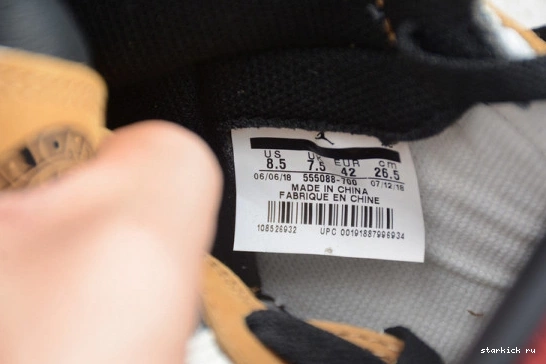 US UK EUR cm
8.5 7.5 42 26.5
06/06/18 555088-700 07/12/18
MADE IN CHINA
FABRIQUE EN CHINE
108526932 UPC 00191887996934
starkick ru